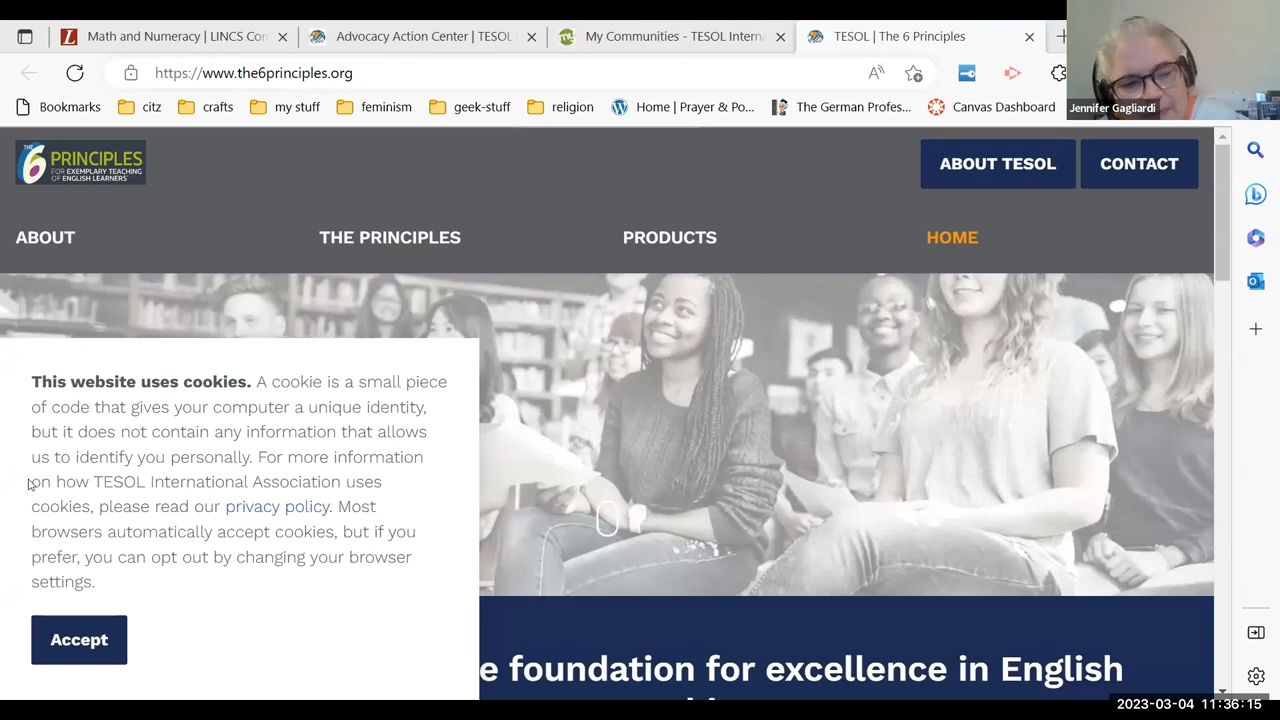 Math and Numeracy | LINCS Con
Advocacy Action Center | TESOL
My Communities - TESOL Interna
TESOL | The 6 Principles
https://www.the6principles.org
Bookmarks
citz
crafts
my stuff
feminism
geek-stuff
religion
Home | Prayer & Po...
The German Profes...
Canvas Dashboard
Jennifer Gagliardi
THE 6 PRINCIPLES
FOR EXEMPLARY TEACHING
OF ENGLISH LEARNERS
ABOUT TESOL
CONTACT
ABOUT
THE PRINCIPLES
PRODUCTS
HOME
This website uses cookies. A cookie is a small piece
of code that gives your computer a unique identity,
but it does not contain any information that allows
us to identify you personally. For more information
on how TESOL International Association uses
cookies, please read our privacy policy. Most
browsers automatically accept cookies, but if you
prefer, you can opt out by changing your browser
settings.
Accept
e foundation for excellence in English
2023-03-04 11:36:15